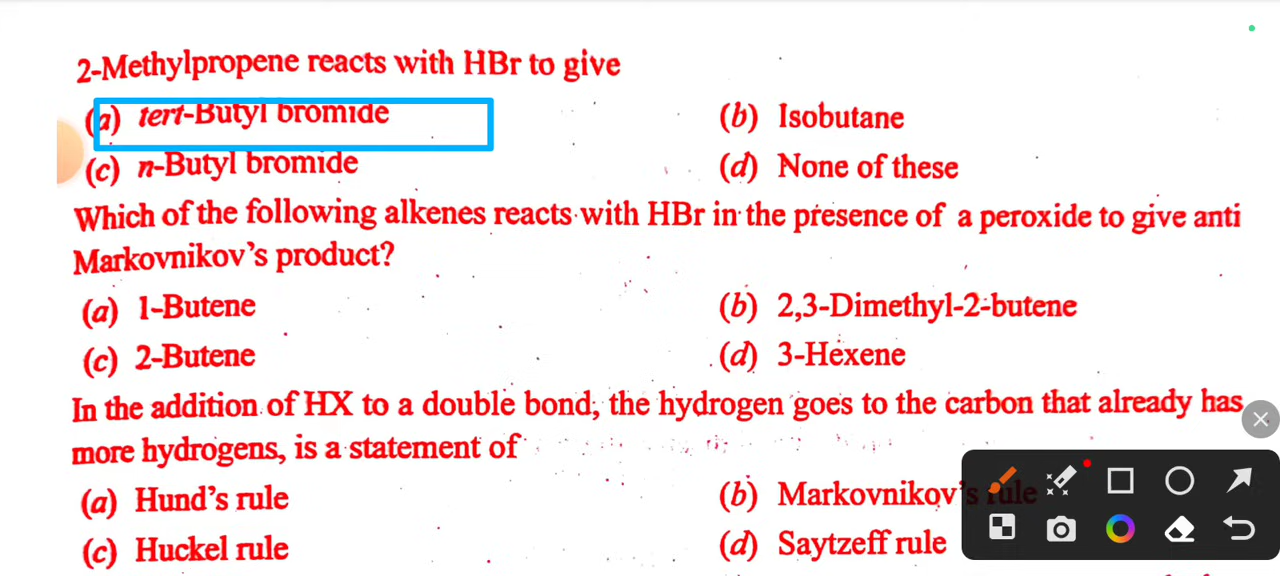 2-Methylpropene reacts with HBr to give
(a) tert-Butyl bromide (b) Isobutane
(c) n-Butyl bromide (d) None of these
Which of the following alkenes reacts with HBr in the presence of a peroxide to give anti
Markovnikov's product?
(a) 1-Butene (b) 2,3-Dimethyl-2-butene
(c) 2-Butene (d) 3-Hexene
In the addition of HX to a double bond, the hydrogen goes to the carbon that already has
more hydrogens, is a statement of
(a) Hund's rule (b) Markovnikov's rule
(c) Huckel rule (d) Saytzeff rule